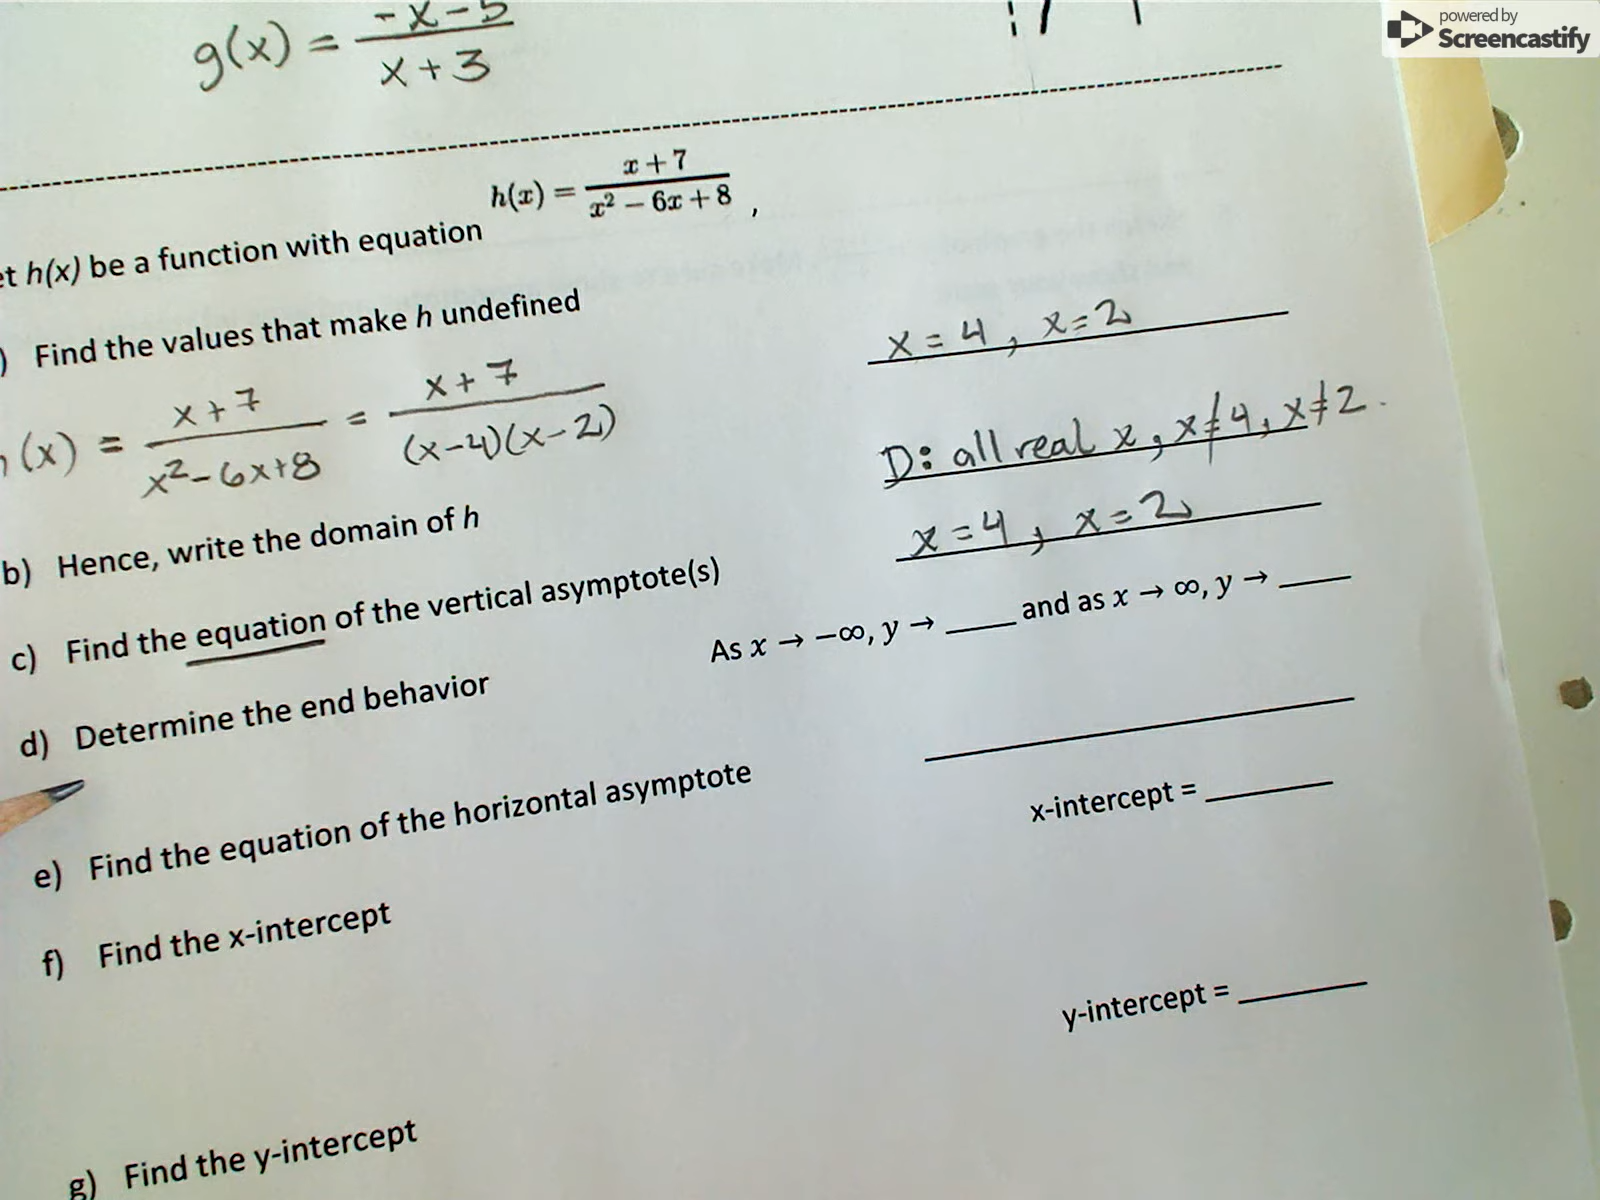 powered by
Screencastify
g(x) = -x-5 / x+3
h(x) = x+7 / x² − 6x + 8 ,
et h(x) be a function with equation
) Find the values that make h undefined
x = 4 , x = 2
(x) = x+7 / x²-6x+8 = x+7 / (x-4)(x-2)
D: all real x, x≠4, x≠2.
b) Hence, write the domain of h
x = 4 , x = 2
c) Find the equation of the vertical asymptote(s)
As x → −∞, y → ____ and as x → ∞, y → ____
d) Determine the end behavior
e) Find the equation of the horizontal asymptote
x-intercept = ______
f) Find the x-intercept
y-intercept = ______
g) Find the y-intercept